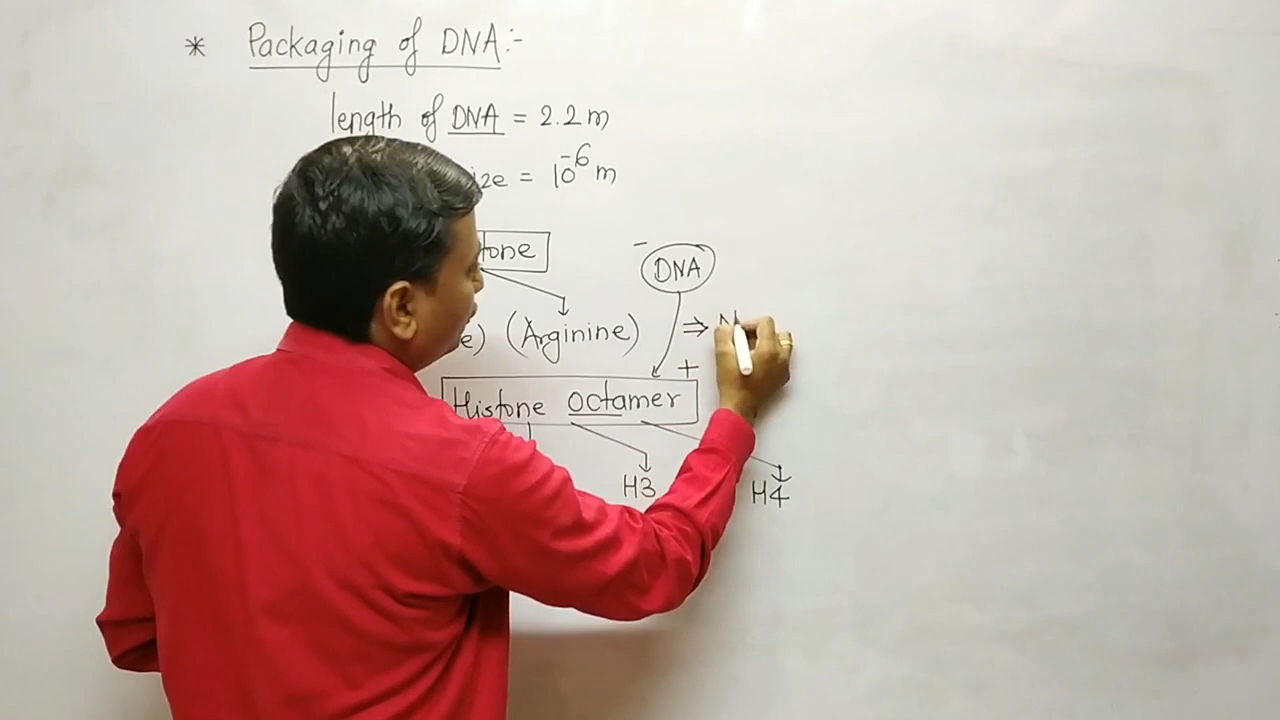 * Packaging of DNA:-
length of DNA = 2.2 m
ize = 10⁻⁶ m
tone
- DNA
e) (Arginine) ⇒ N
+
Histone octamer
H3 H4